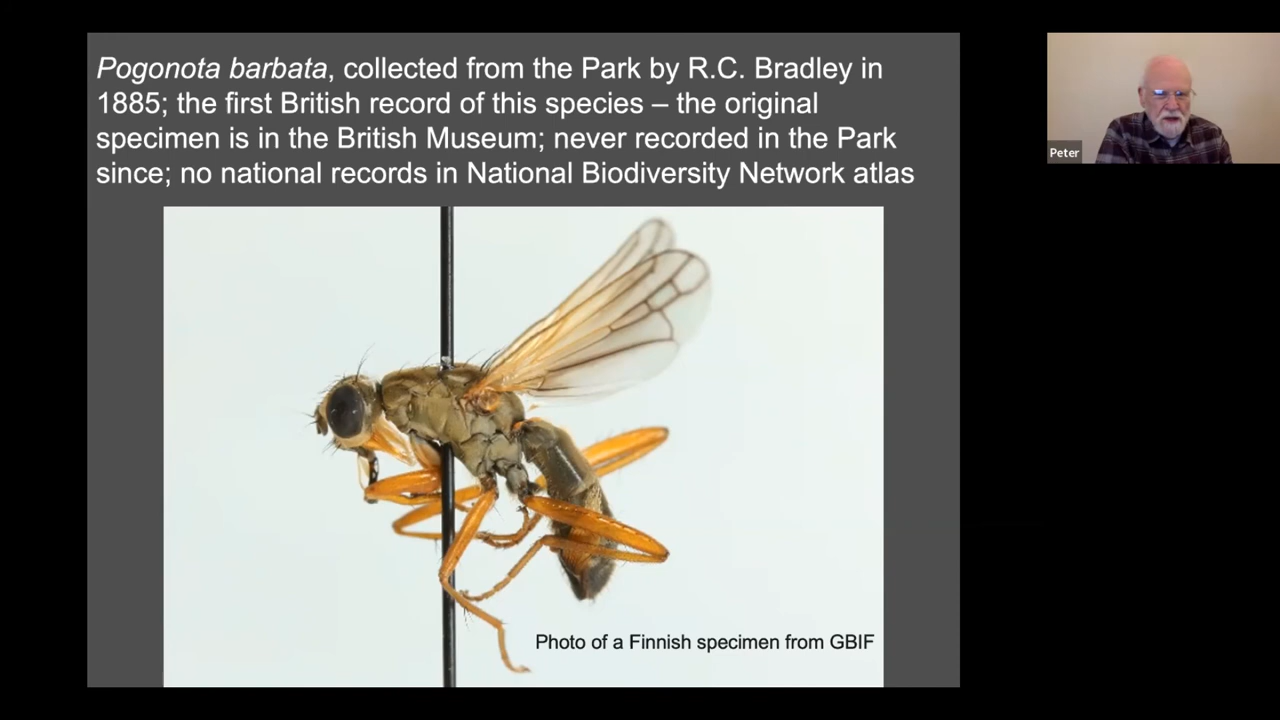 Pogonota barbata, collected from the Park by R.C. Bradley in
1885; the first British record of this species – the original
specimen is in the British Museum; never recorded in the Park
since; no national records in National Biodiversity Network atlas
Peter
Photo of a Finnish specimen from GBIF